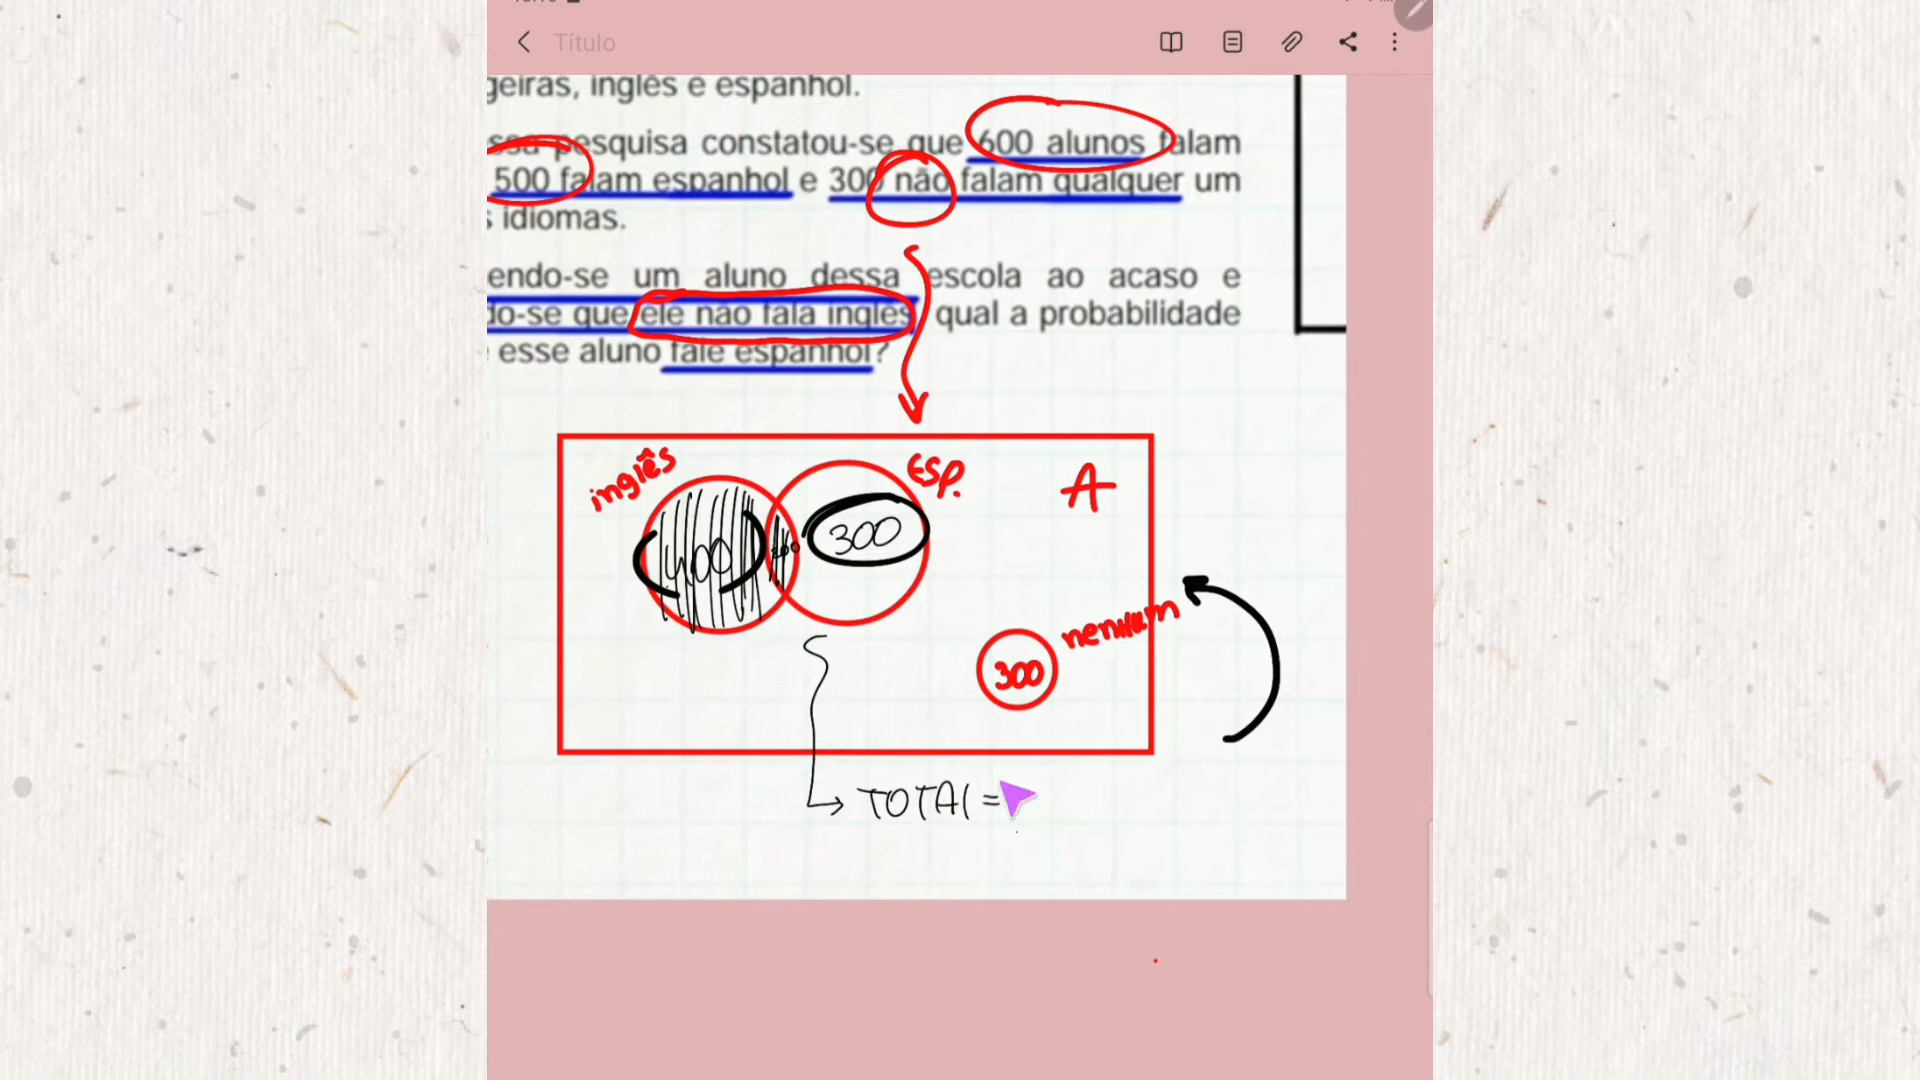 Título
geiras, inglês e espanhol.
ssa pesquisa constatou-se que 600 alunos falam
500 falam espanhol e 300 não falam qualquer um
s idiomas.
endo-se um aluno dessa escola ao acaso e
do-se que ele não fala inglês qual a probabilidade
esse aluno fale espanhol?
inglês
ESP.
A
400
200
300
nenhum
300
TOTAL =